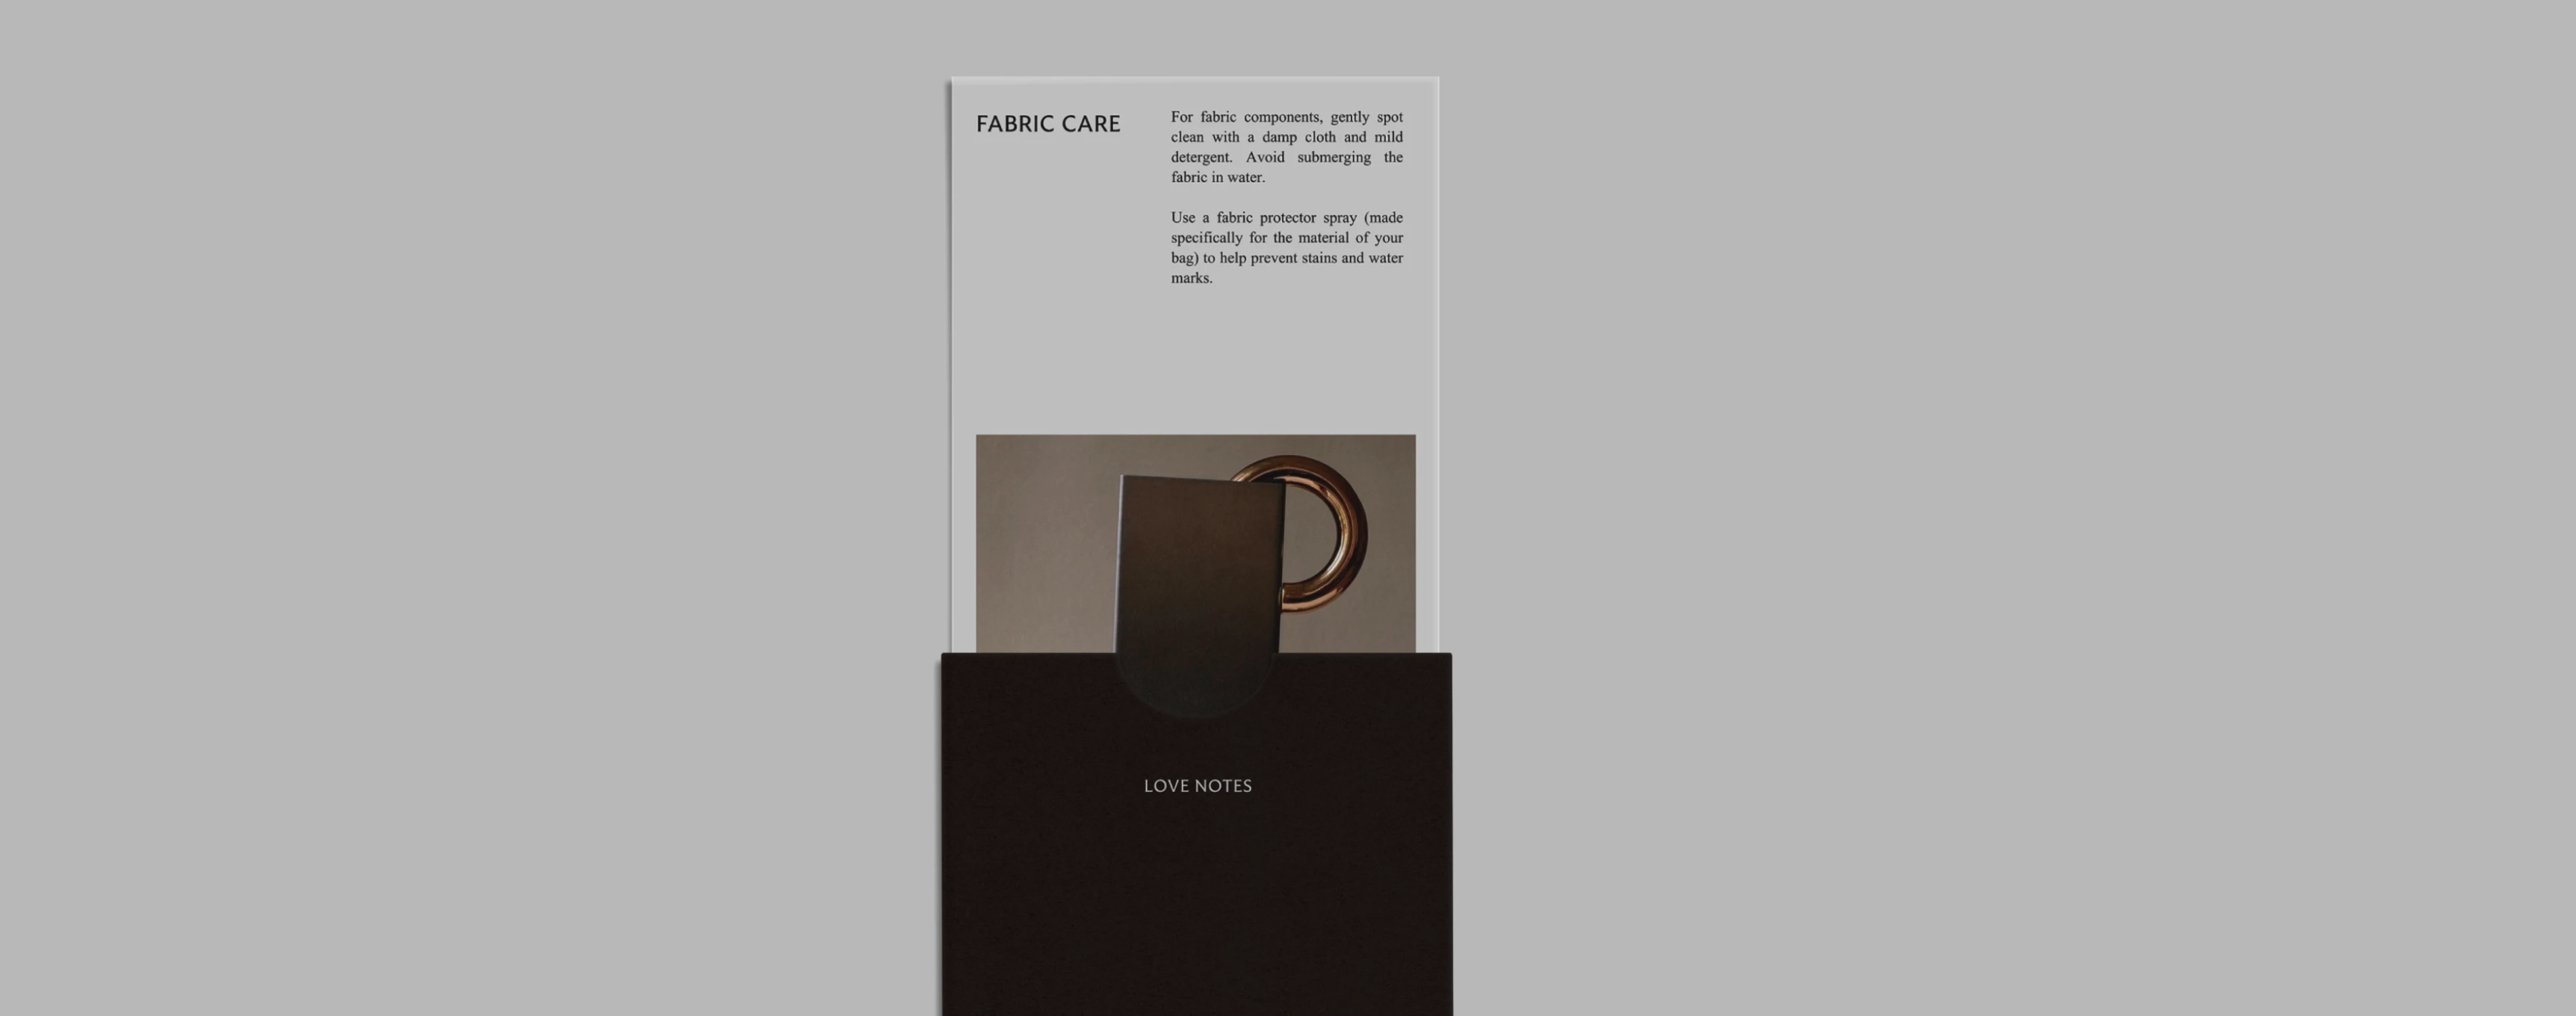 FABRIC CARE
For fabric components, gently spot
clean with a damp cloth and mild
detergent. Avoid submerging the
fabric in water.
Use a fabric protector spray (made
specifically for the material of your
bag) to help prevent stains and water
marks.
LOVE NOTES